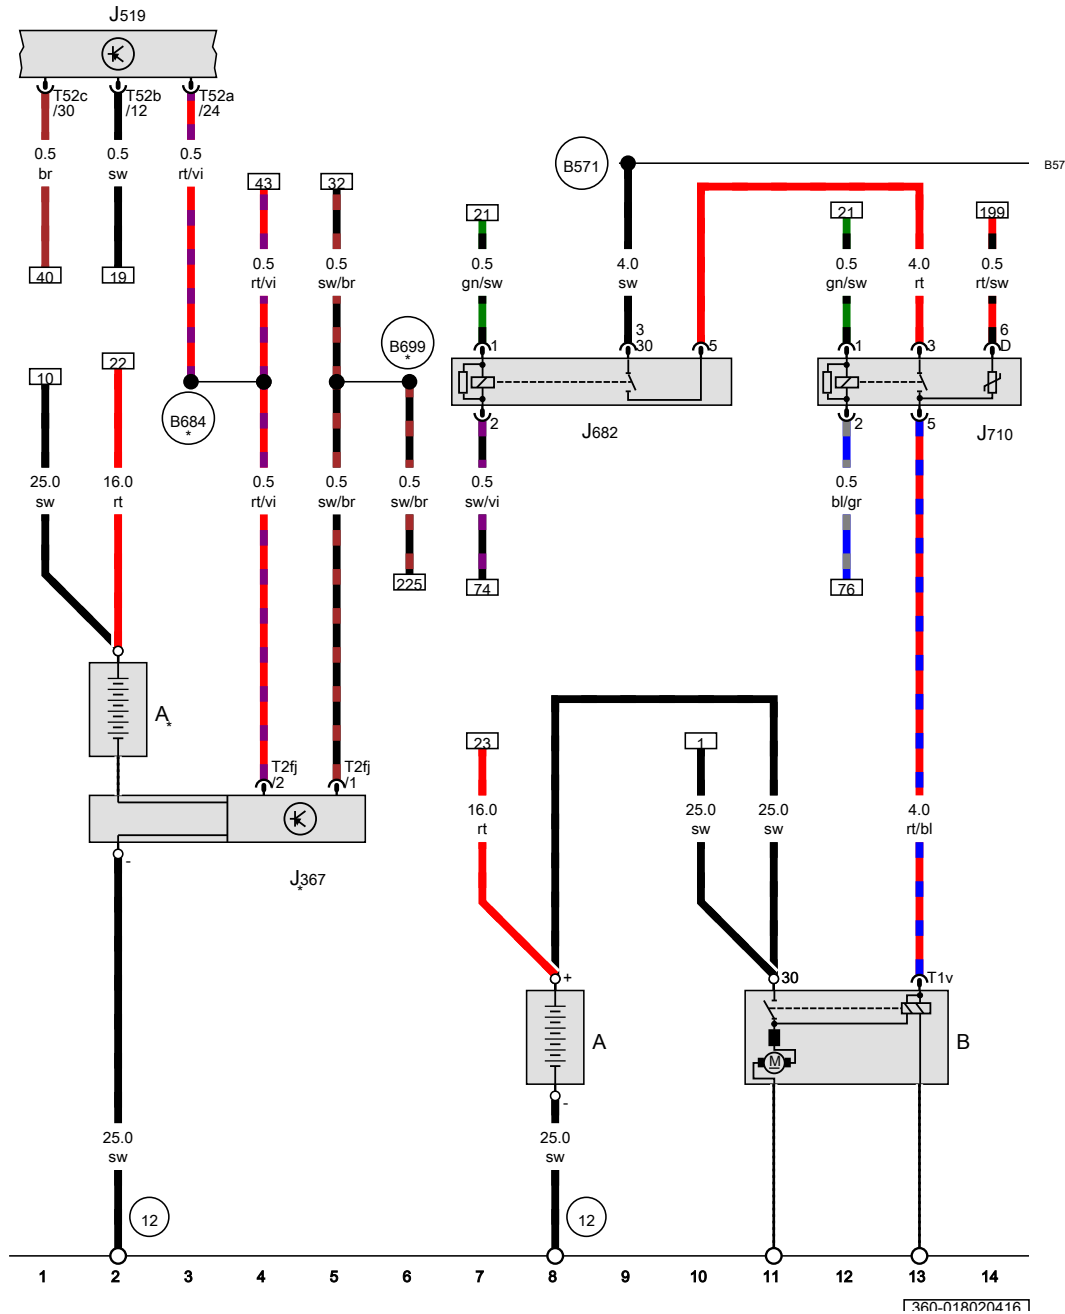 J519
T52c
/30
T52b
/12
T52a
/24
0.5
br
0.5
sw
0.5
rt/vi
43
32
B571
B57
21
21
199
0.5
rt/vi
0.5
sw/br
0.5
gn/sw
4.0
sw
0.5
gn/sw
4.0
rt
0.5
rt/sw
40
19
B699
*
1
3
30
5
1
3
6
D
10
22
B684
*
2
J682
2
5
J710
25.0
sw
16.0
rt
0.5
rt/vi
0.5
sw/br
0.5
sw/br
0.5
sw/vi
0.5
bl/gr
225
74
76
A
*
23
1
T2fj
/2
T2fj
/1
16.0
rt
25.0
sw
25.0
sw
4.0
rt/bl
-
J367
*
+
30
T1v
A
M
B
-
25.0
sw
25.0
sw
12
12
1 2 3 4 5 6 7 8 9 10 11 12 13 14
360-018020416